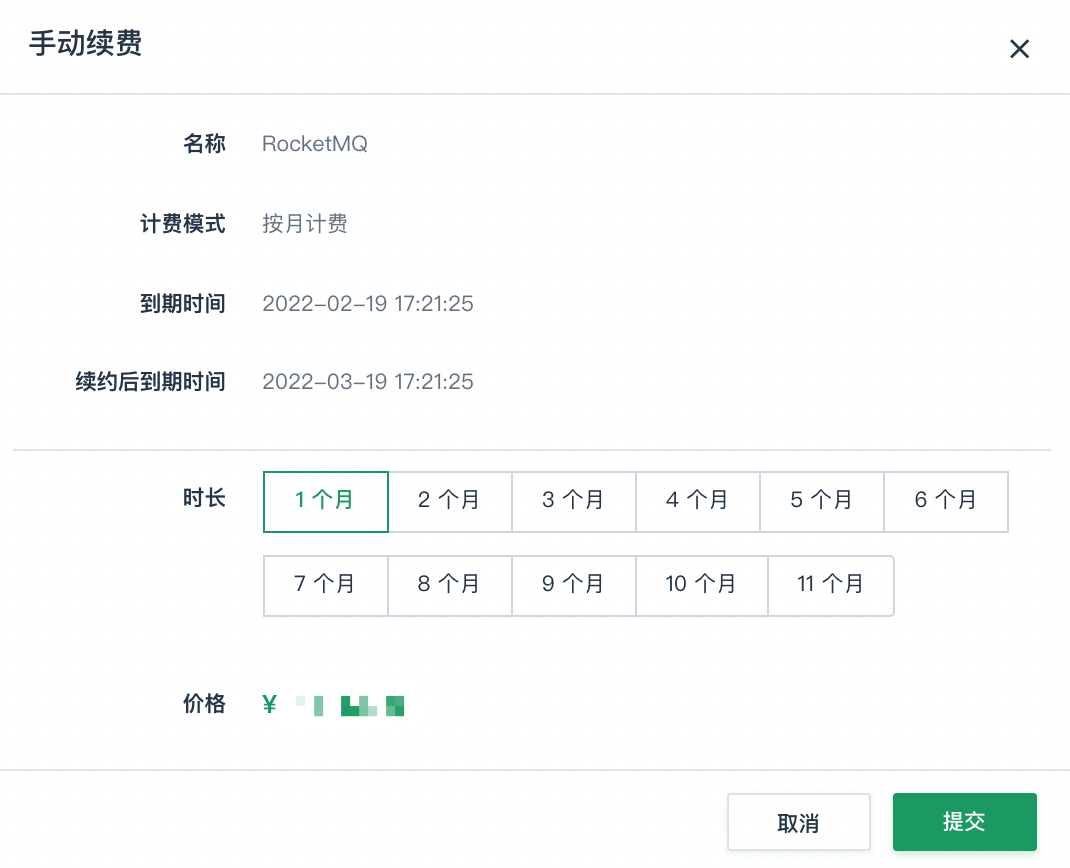 手动续费
名称 RocketMQ
计费模式 按月计费
到期时间 2022-02-19 17:21:25
续约后到期时间 2022-03-19 17:21:25
时长 1 个月 2 个月 3 个月 4 个月 5 个月 6 个月
7 个月 8 个月 9 个月 10 个月 11 个月
价格 ¥
取消 提交